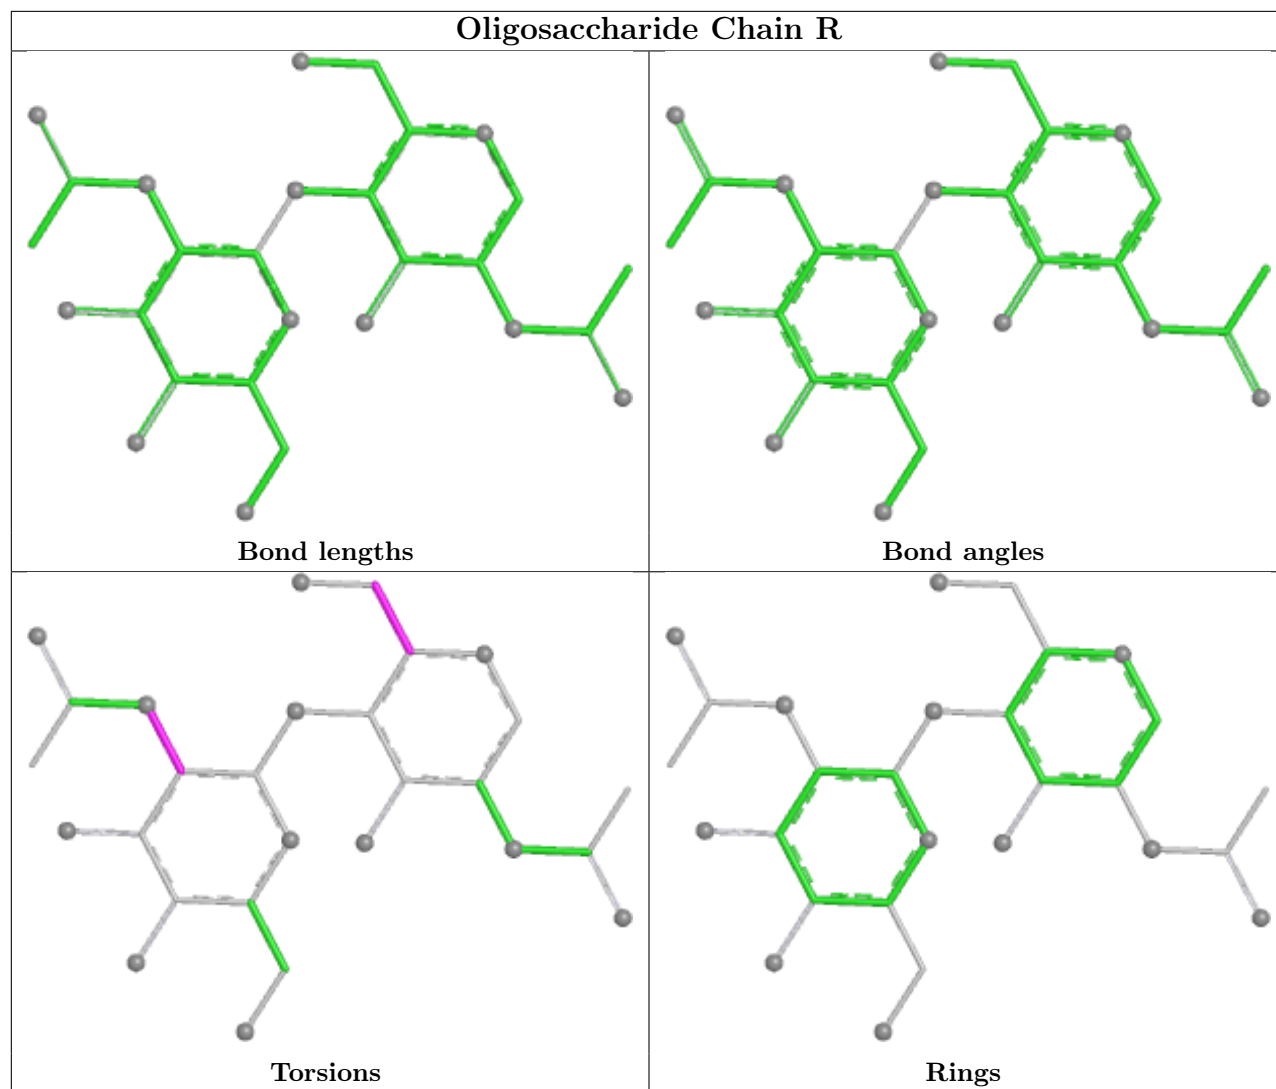 Oligosaccharide Chain R
Bond lengths
Bond angles
Torsions
Rings